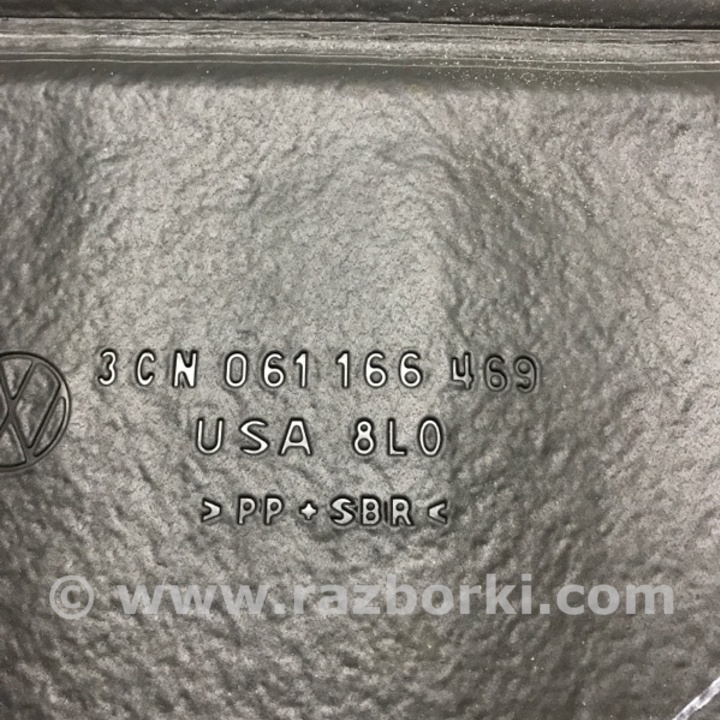 3CN 061 166 469
USA 8L0
>PP+SBR<
© www.razborki.com